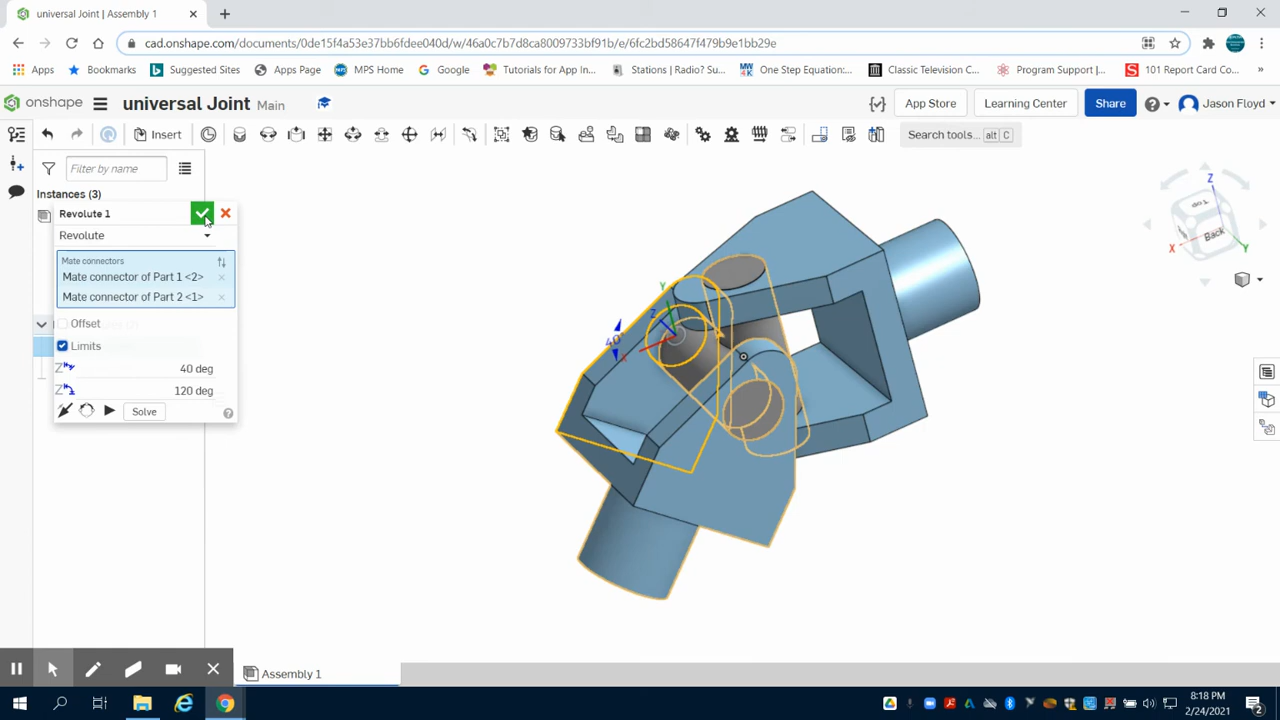 universal Joint | Assembly 1
cad.onshape.com/documents/0de15f4a53e37bb6fdee040d/w/46a0c7b7d8ca8009733bf91b/e/6fc2bd58647f479b9e1bb29e
Apps Bookmarks Suggested Sites Apps Page MPS Home Google Tutorials for App In... Stations | Radio? Su... One Step Equation:... Classic Television C... Program Support |... 101 Report Card Co...
onshape universal Joint Main App Store Learning Center Share Jason Floyd
Insert Search tools... alt C
Filter by name
Instances (3)
Revolute 1
Revolute
Mate connectors
Mate connector of Part 1 <2>
Mate connector of Part 2 <1>
Offset
Limits
Z 40 deg
Z 120 deg
Solve
Y
Z
X
40°
Z
Top
Back
X
Y
Assembly 1
8:18 PM
2/24/2021
2